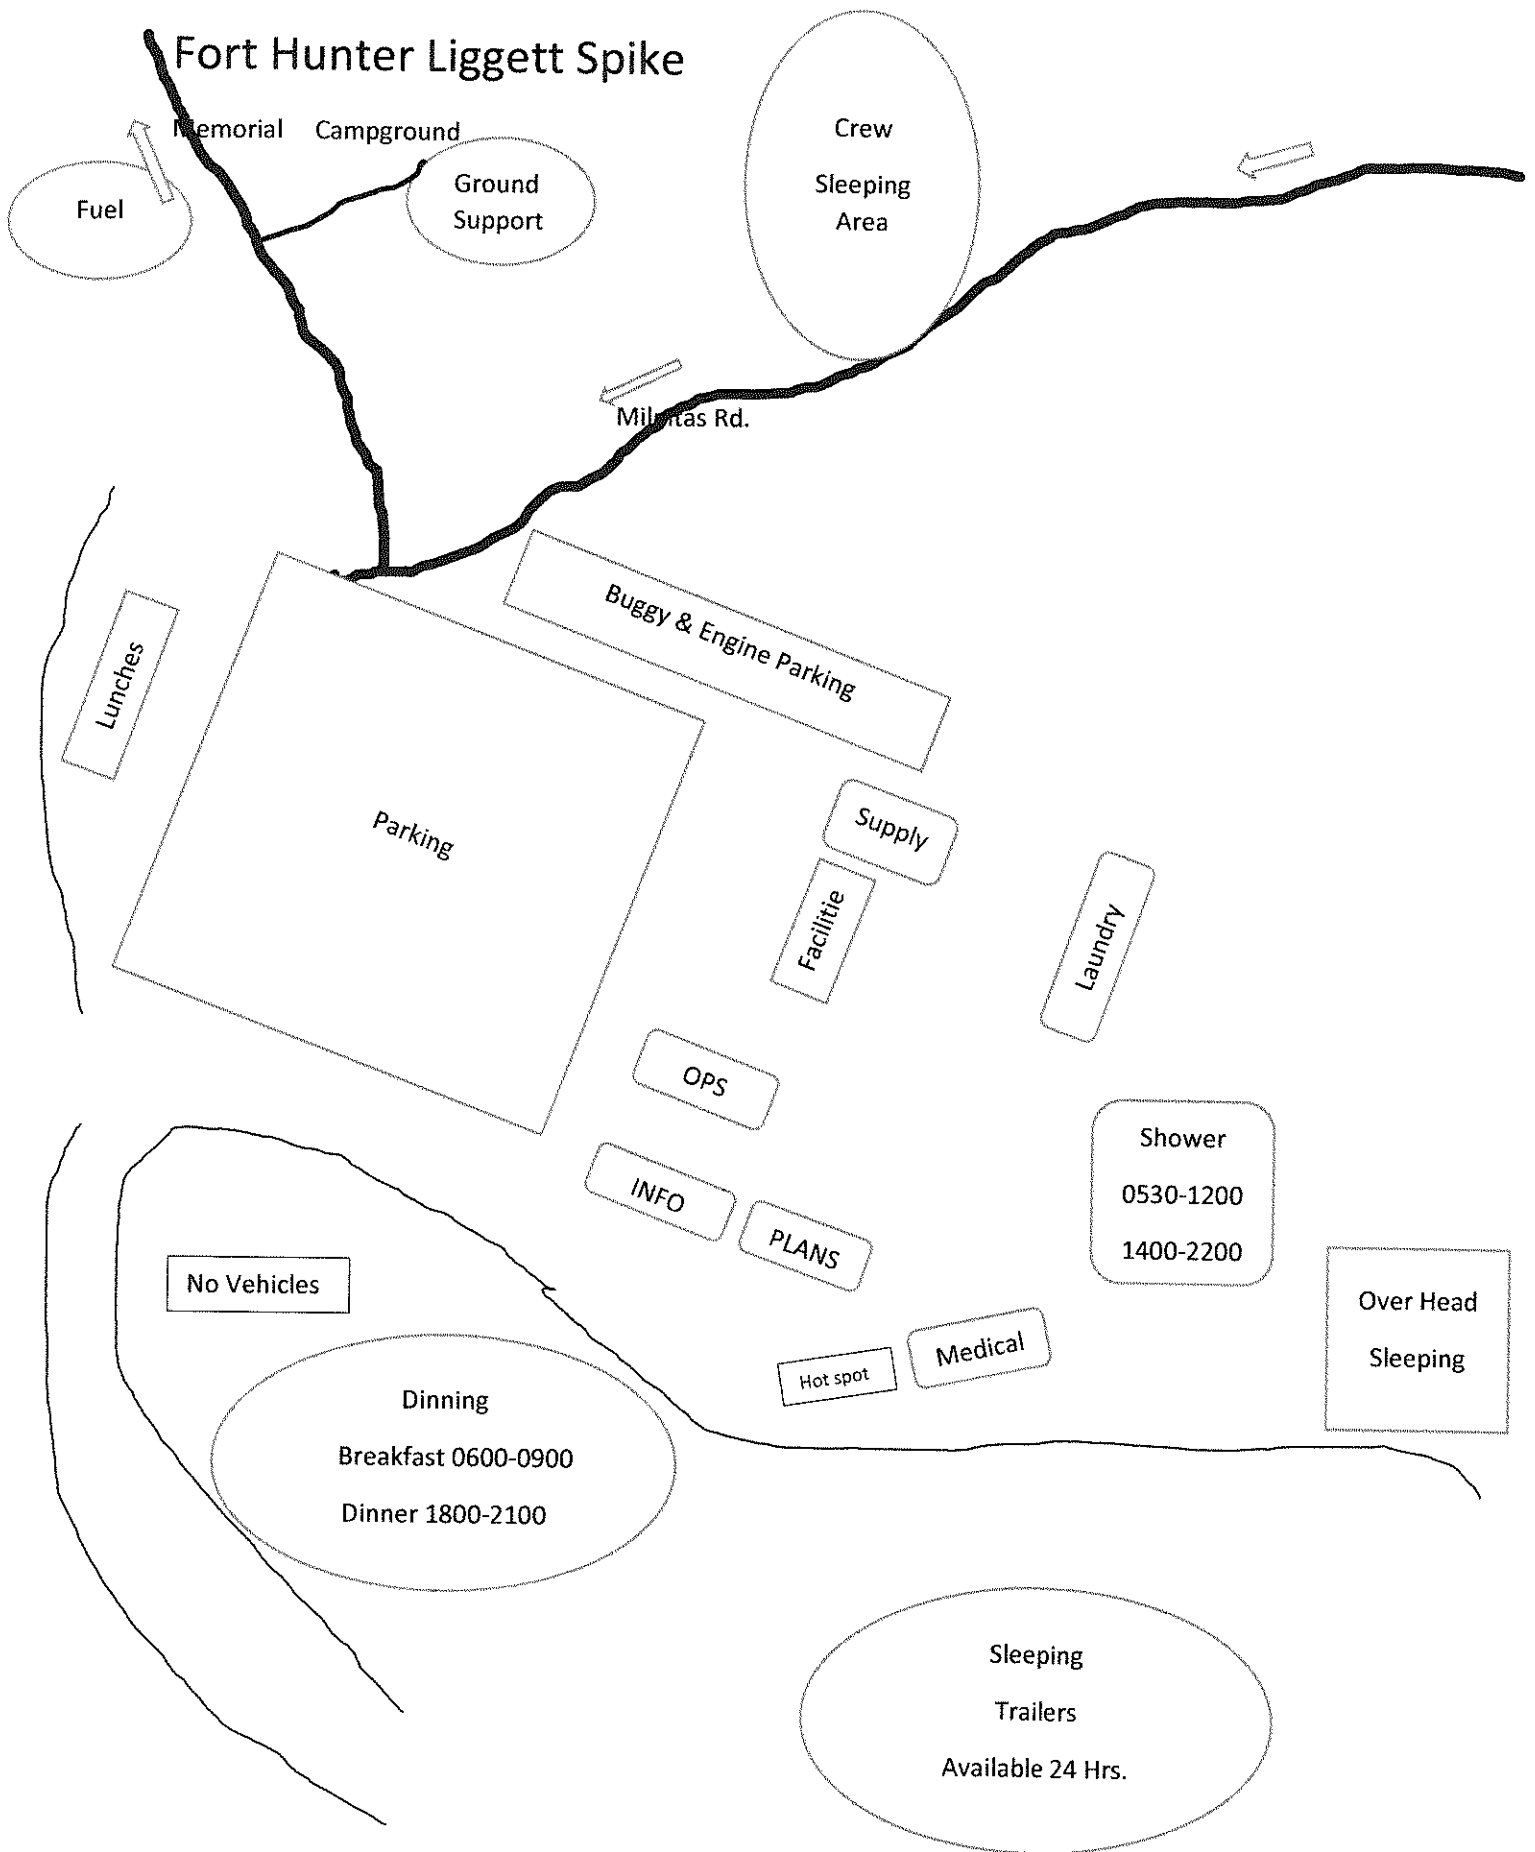 Fort Hunter Liggett Spike
Memorial Campground
Crew
Sleeping
Area
Fuel
Ground
Support
Milpitas Rd.
Buggy & Engine Parking
Lunches
Parking
Supply
Facilitie
Laundry
OPS
Shower
0530-1200
1400-2200
INFO
PLANS
No Vehicles
Over Head
Sleeping
Medical
Hot spot
Dinning
Breakfast 0600-0900
Dinner 1800-2100
Sleeping
Trailers
Available 24 Hrs.